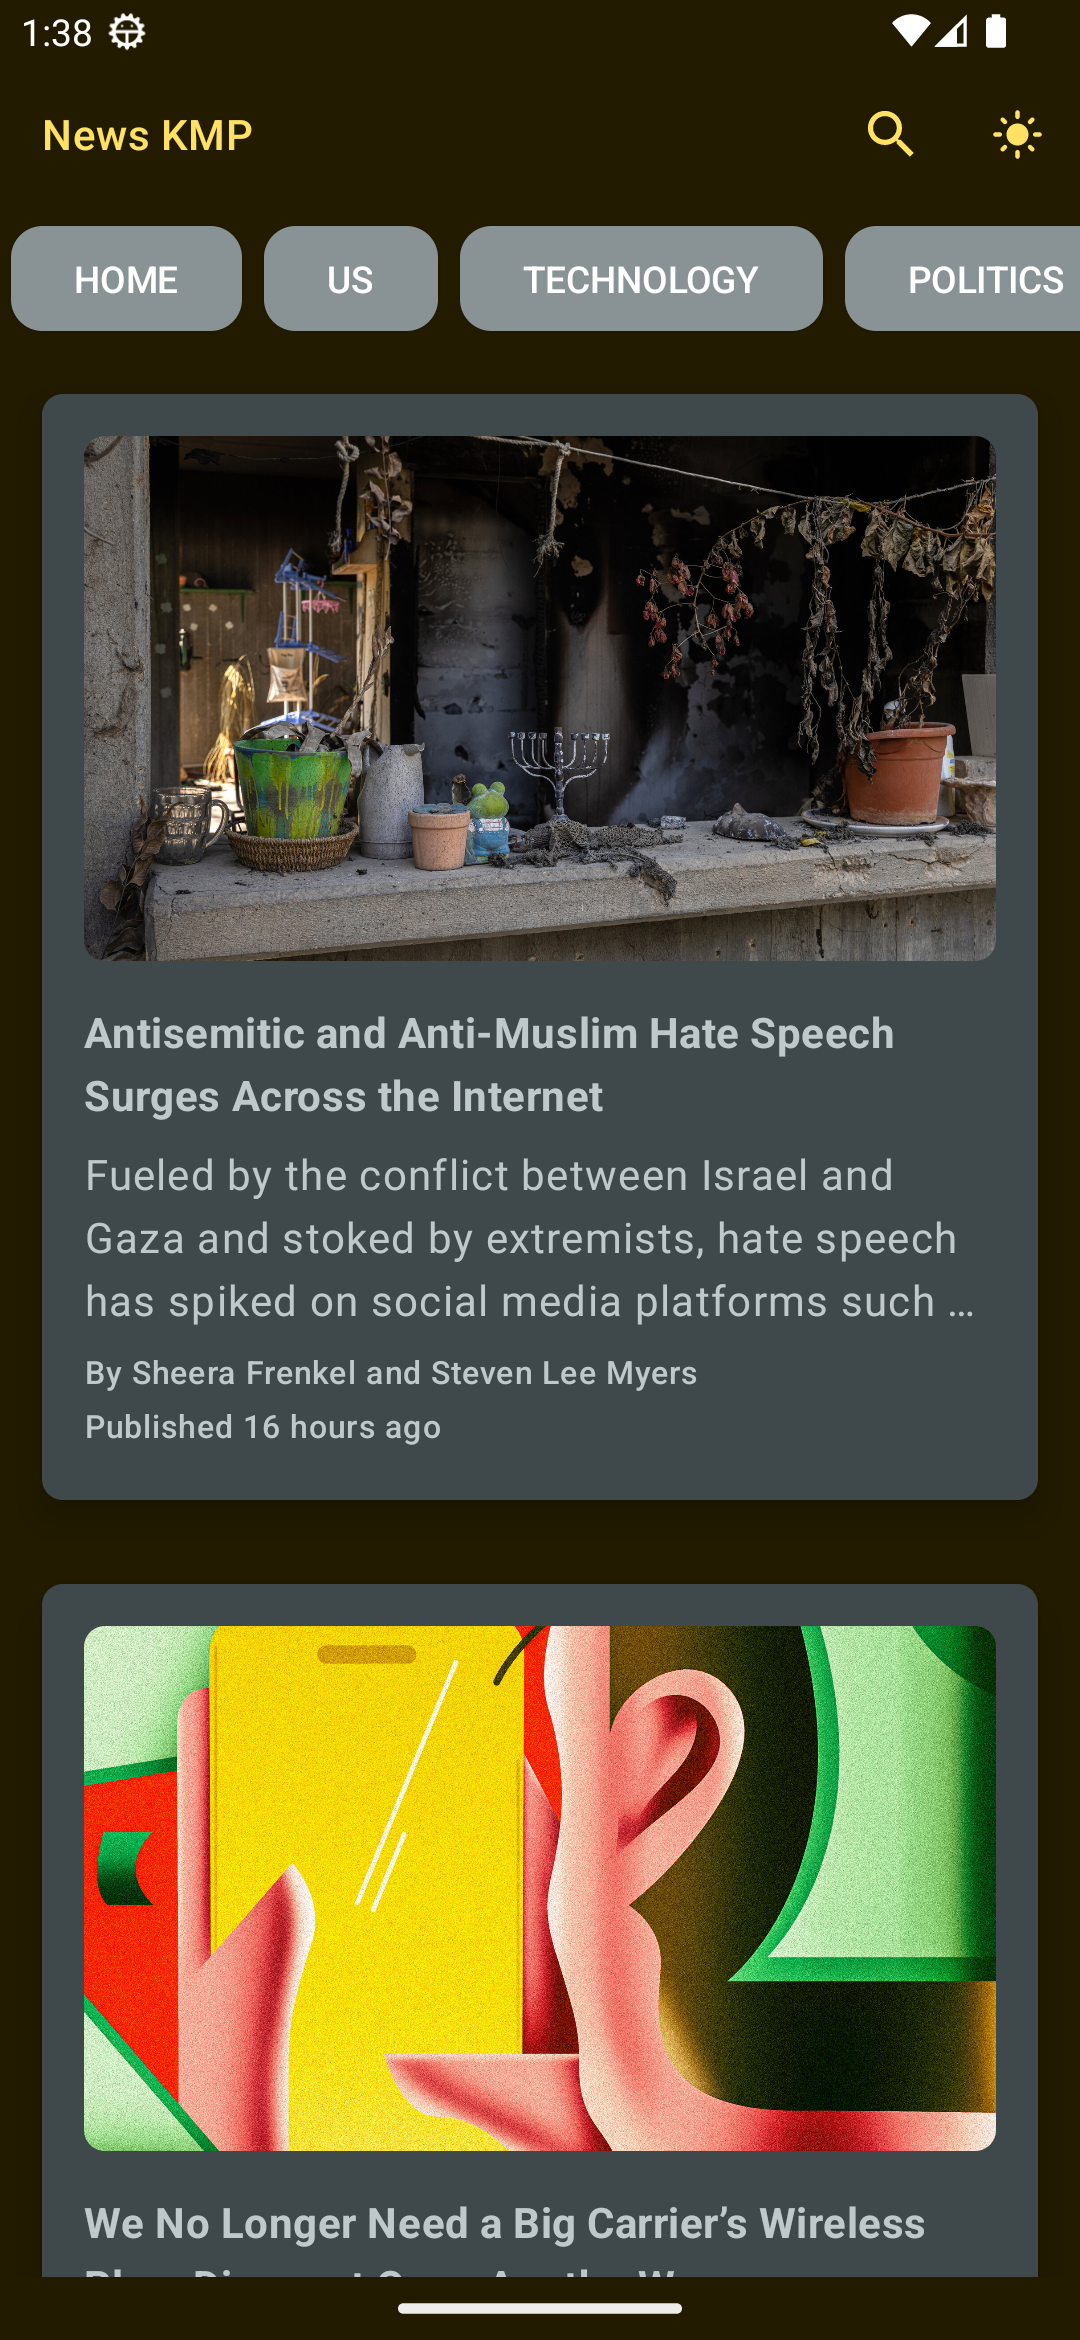 1:38
News KMP
HOME US TECHNOLOGY POLITICS
Antisemitic and Anti-Muslim Hate Speech
Surges Across the Internet
Fueled by the conflict between Israel and
Gaza and stoked by extremists, hate speech
has spiked on social media platforms such …
By Sheera Frenkel and Steven Lee Myers
Published 16 hours ago
We No Longer Need a Big Carrier’s Wireless